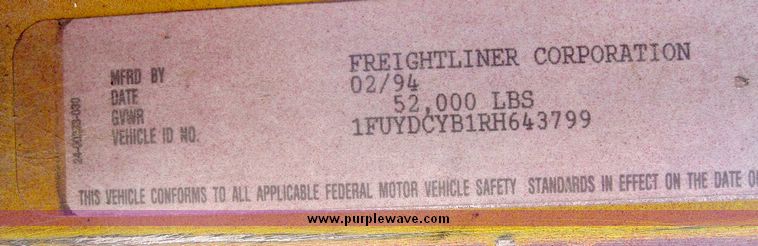 MFRD BY FREIGHTLINER CORPORATION
DATE 02/94
GVWR 52,000 LBS
VEHICLE ID NO. 1FUYDCYB1RH643799
THIS VEHICLE CONFORMS TO ALL APPLICABLE FEDERAL MOTOR VEHICLE SAFETY STANDARDS IN EFFECT ON THE DATE
www.purplewave.com